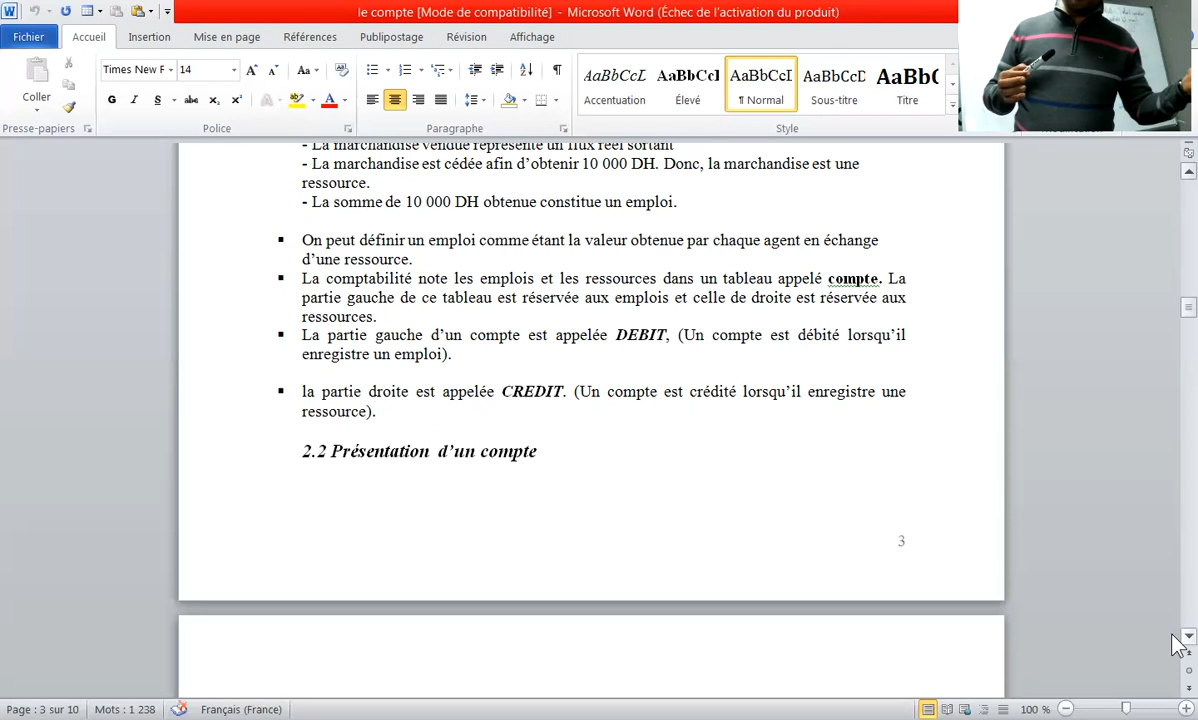 le compte [Mode de compatibilité] - Microsoft Word (Échec de l'activation du produit)
Fichier Accueil Insertion Mise en page Références Publipostage Révision Affichage
Coller
Times New F 14
G I S abc X₂ X² A A
AaBbCcL AaBbCcI AaBbCcI AaBbCcD AaBb(
Accentuation Élevé ¶ Normal Sous-titre Titre
Presse-papiers Police Paragraphe Style
- La marchandise vendue représente un flux réel sortant
- La marchandise est cédée afin d'obtenir 10 000 DH. Donc, la marchandise est une
ressource.
- La somme de 10 000 DH obtenue constitue un emploi.
▪ On peut définir un emploi comme étant la valeur obtenue par chaque agent en échange
d'une ressource.
▪ La comptabilité note les emplois et les ressources dans un tableau appelé compte. La
partie gauche de ce tableau est réservée aux emplois et celle de droite est réservée aux
ressources.
▪ La partie gauche d'un compte est appelée DEBIT, (Un compte est débité lorsqu'il
enregistre un emploi).
▪ la partie droite est appelée CREDIT. (Un compte est crédité lorsqu'il enregistre une
ressource).
2.2 Présentation d'un compte
3
Page : 3 sur 10 Mots : 1 238 Français (France) 100 %